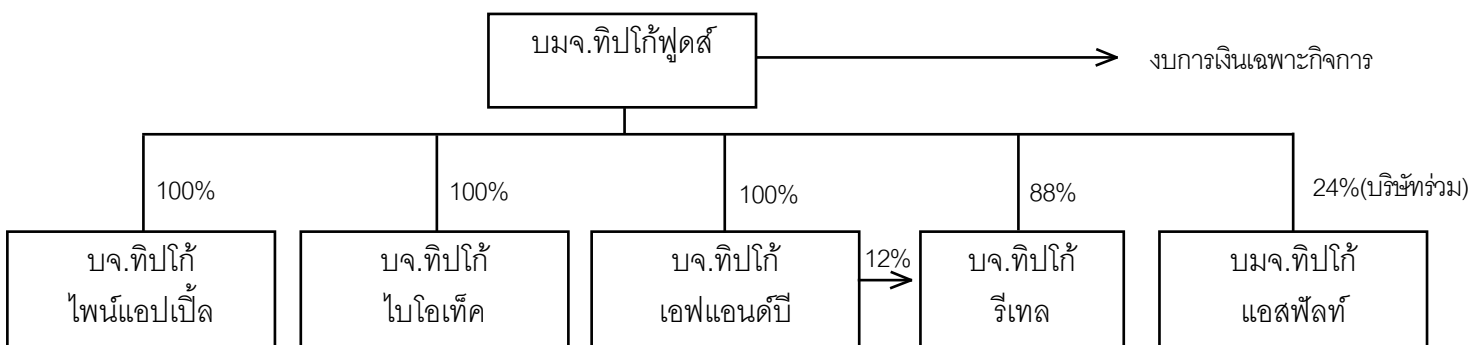 บมจ.ทิปโก้ฟูดส์
งบการเงินเฉพาะกิจการ
100%
100%
100%
88%
24%(บริษัทร่วม)
บจ.ทิปโก้
ไพน์แอปเปิ้ล
บจ.ทิปโก้
ไบโอเท็ค
บจ.ทิปโก้
เอฟแอนด์บี
12%
บจ.ทิปโก้
รีเทล
บมจ.ทิปโก้
แอสฟัลท์